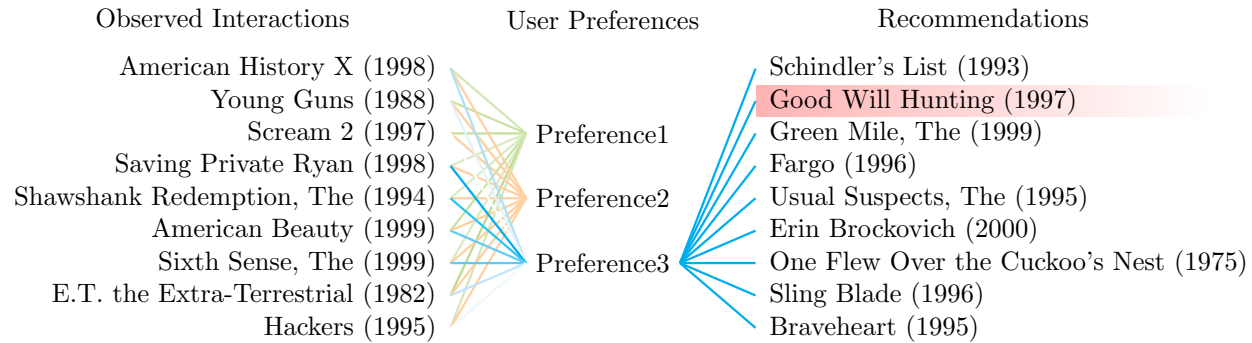 Observed Interactions
User Preferences
Recommendations
American History X (1998)
Young Guns (1988)
Scream 2 (1997)
Saving Private Ryan (1998)
Shawshank Redemption, The (1994)
American Beauty (1999)
Sixth Sense, The (1999)
E.T. the Extra-Terrestrial (1982)
Hackers (1995)
Preference1
Preference2
Preference3
Schindler's List (1993)
Good Will Hunting (1997)
Green Mile, The (1999)
Fargo (1996)
Usual Suspects, The (1995)
Erin Brockovich (2000)
One Flew Over the Cuckoo's Nest (1975)
Sling Blade (1996)
Braveheart (1995)